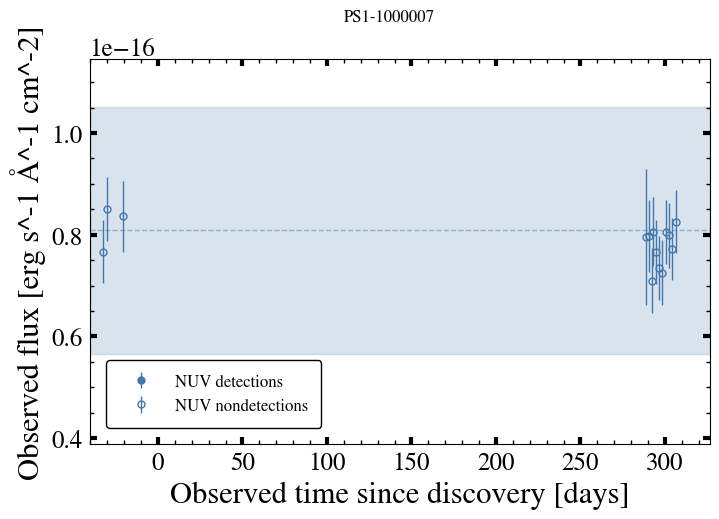 PS1-1000007
1e−16
Observed flux [erg s^-1 Å^-1 cm^-2]
1.0
0.8
0.6
0.4
NUV detections
NUV nondetections
0 50 100 150 200 250 300
Observed time since discovery [days]